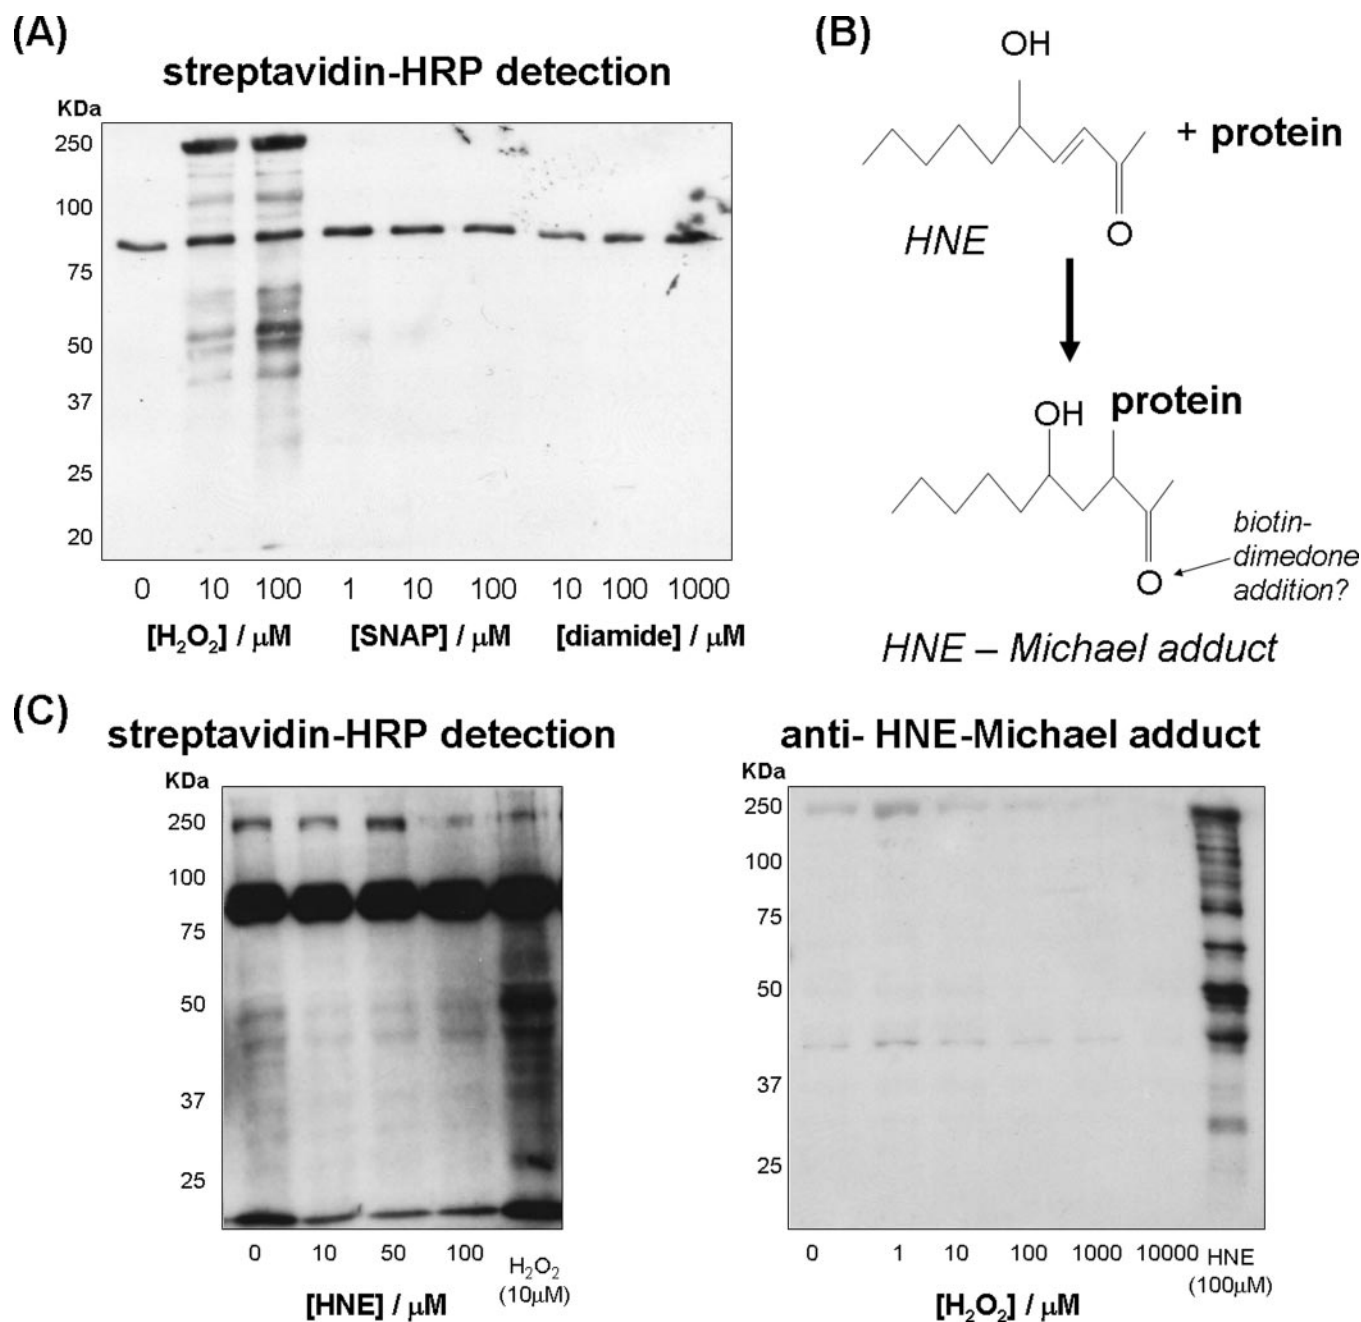 (A)
streptavidin-HRP detection
KDa
250
100
75
50
37
25
20
0 10 100 1 10 100 10 100 1000
[H₂O₂] / μM [SNAP] / μM [diamide] / μM
(B)
OH
+ protein
HNE
O
OH protein
biotin-
dimedone
addition?
O
HNE – Michael adduct
(C)
streptavidin-HRP detection
KDa
250
100
75
50
37
25
0 10 50 100 H₂O₂
(10μM)
[HNE] / μM
anti- HNE-Michael adduct
KDa
250
100
75
50
37
25
0 1 10 100 1000 10000 HNE
(100μM)
[H₂O₂] / μM